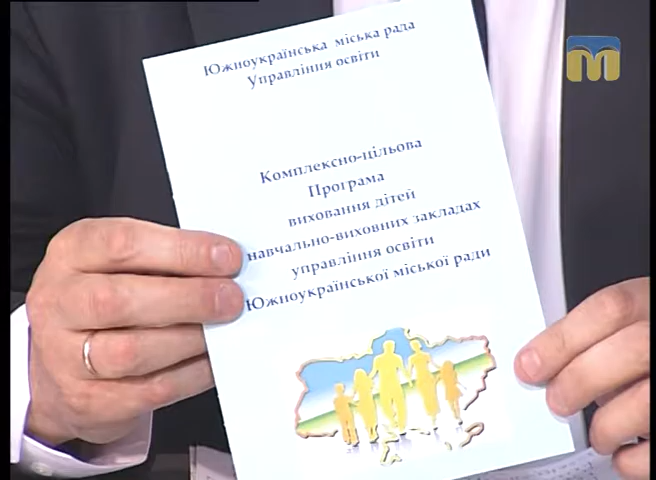 Южноукраїнська міська рада
Управління освіти
Комплексно-цільова
Програма
виховання дітей
навчально-виховних закладах
управління освіти
Южноукраїнської міської ради